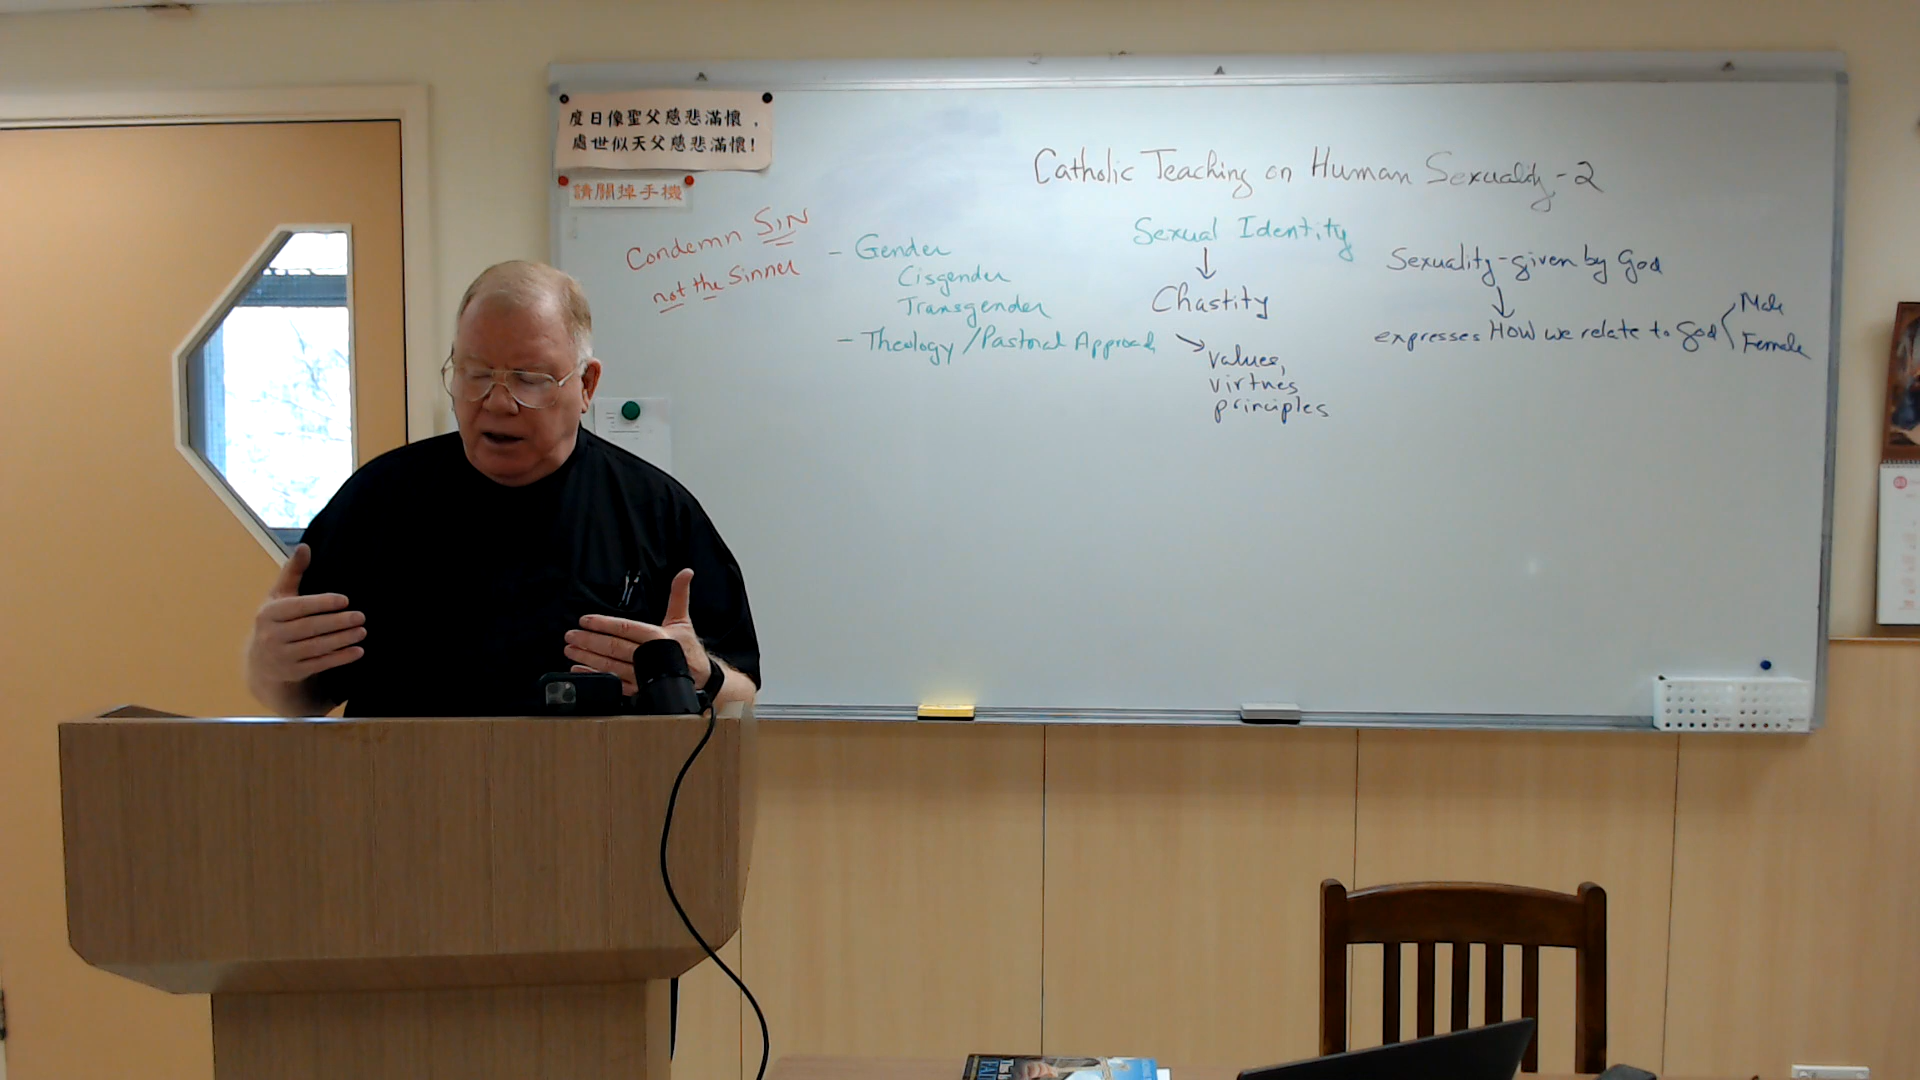 度日像聖父慈悲滿懷，
處世似天父慈悲滿懷！
請關掉手機
Catholic Teaching on Human Sexuality - 2
Condemn SIN
not the Sinner
- Gender
Cisgender
Transgender
- Theology / Pastoral Approach
Sexual Identity
↓
Chastity
values,
virtues
principles
Sexuality - given by God
↓
expresses How we relate to God
Male
Female